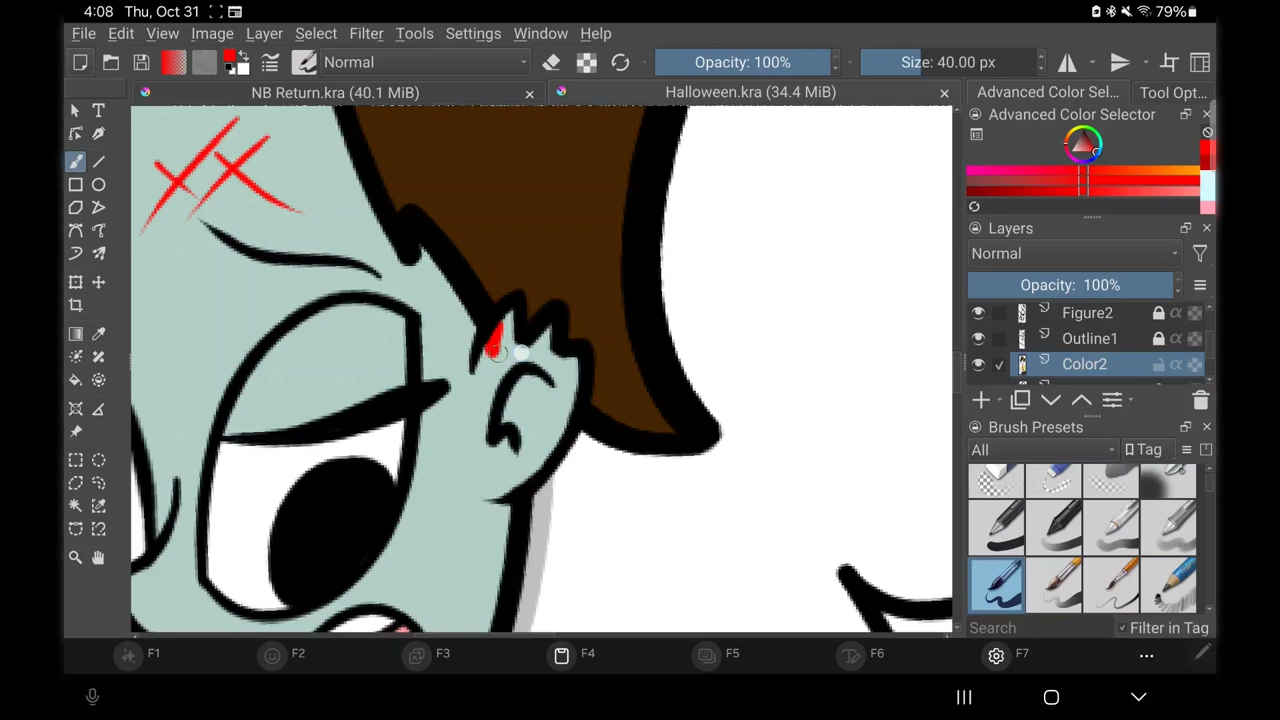 4:08 Thu, Oct 31 79%
File Edit View Image Layer Select Filter Tools Settings Window Help
Normal Opacity: 100% Size: 40.00 px
NB Return.kra (40.1 MiB) Halloween.kra (34.4 MiB) Advanced Color Sel... Tool Opt...
Advanced Color Selector
Layers
Normal
Opacity: 100%
Figure2
Outline1
Color2
Brush Presets
All Tag
Search Filter in Tag
F1 F2 F3 F4 F5 F6 F7